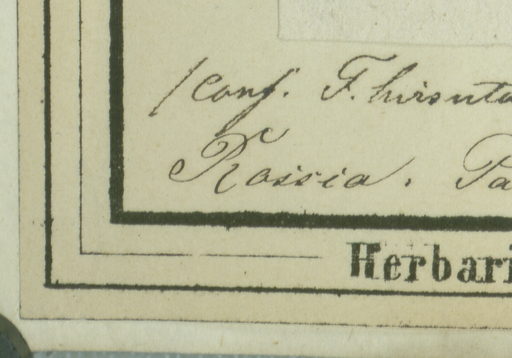 (Conf. F. hirsuta
Rossia. Pa
Herbari